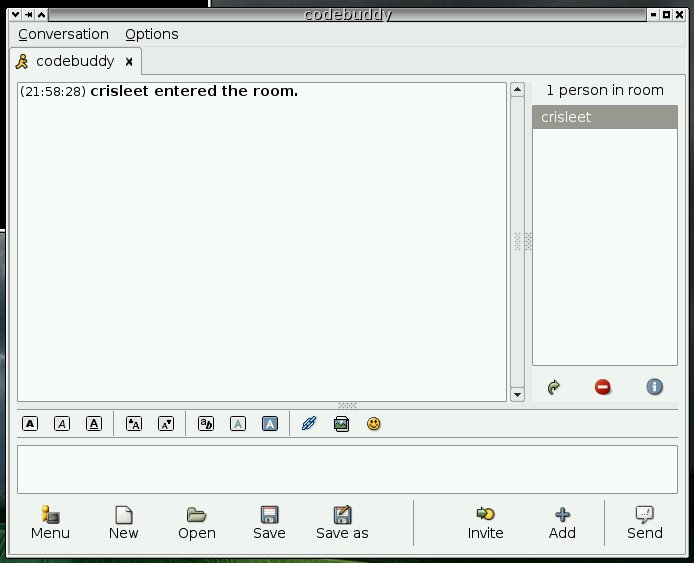 codebuddy
Conversation Options
codebuddy
(21:58:28) crisleet entered the room.
1 person in room
crisleet
Menu New Open Save Save as Invite Add Send